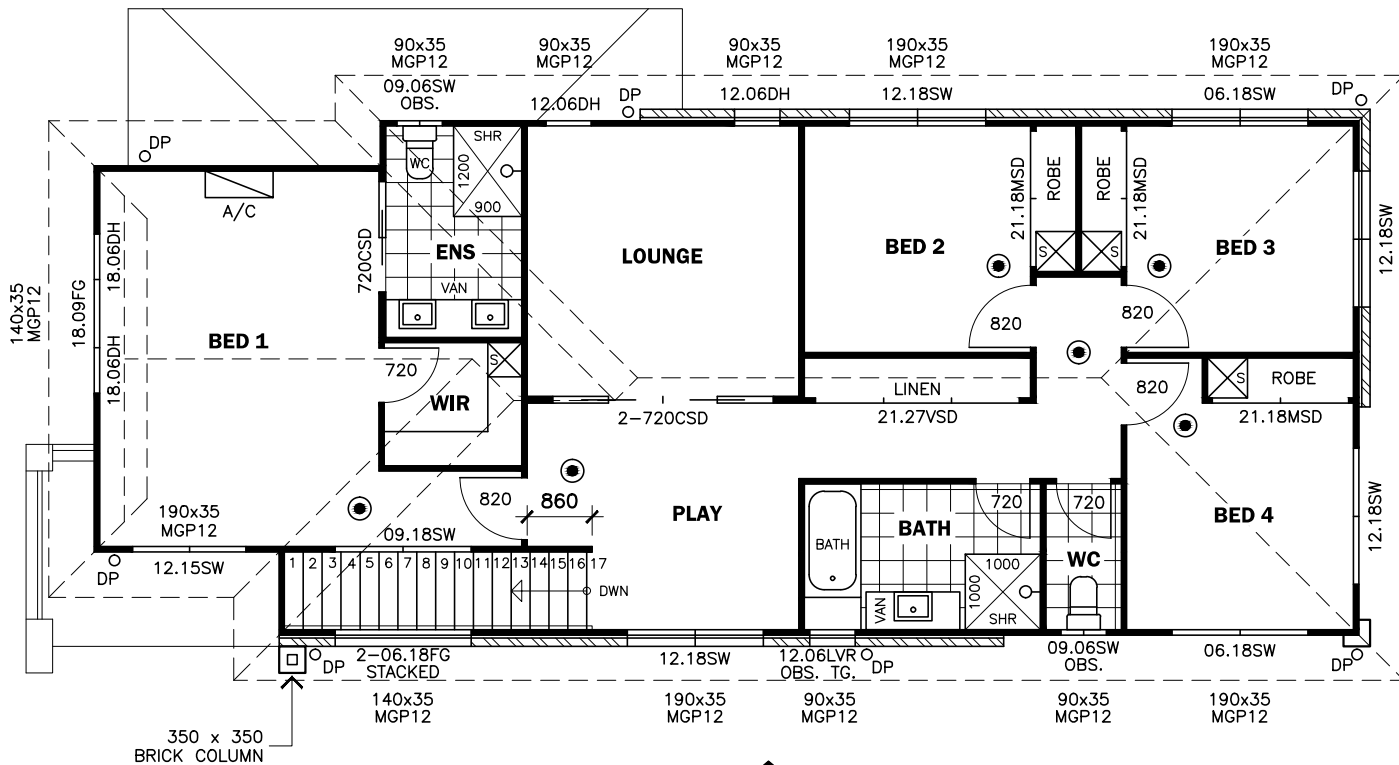 90x35
MGP12
90x35
MGP12
90x35
MGP12
190x35
MGP12
190x35
MGP12
09.06SW
OBS.
12.06DH
DP
12.06DH
12.18SW
06.18SW
DP
DP
A/C
WC
SHR
1200
900
ENS
VAN
720CSD
LOUNGE
BED 2
21.18MSD
ROBE
S
ROBE
S
21.18MSD
BED 3
12.18SW
140x35
MGP12
18.09FG
18.06DH
18.06DH
BED 1
720
WIR
S
820
820
820
LINEN
21.27VSD
2-720CSD
S
ROBE
21.18MSD
190x35
MGP12
820
860
PLAY
720
720
BATH
BATH
WC
BED 4
12.18SW
DP
12.15SW
09.18SW
1 2 3 4 5 6 7 8 9 10 11 12 13 14 15 16 17
DWN
VAN
1000
1000
SHR
DP
2-06.18FG
STACKED
12.18SW
12.06LVR
OBS. TG.
DP
09.06SW
OBS.
06.18SW
DP
140x35
MGP12
190x35
MGP12
90x35
MGP12
90x35
MGP12
190x35
MGP12
350 x 350
BRICK COLUMN